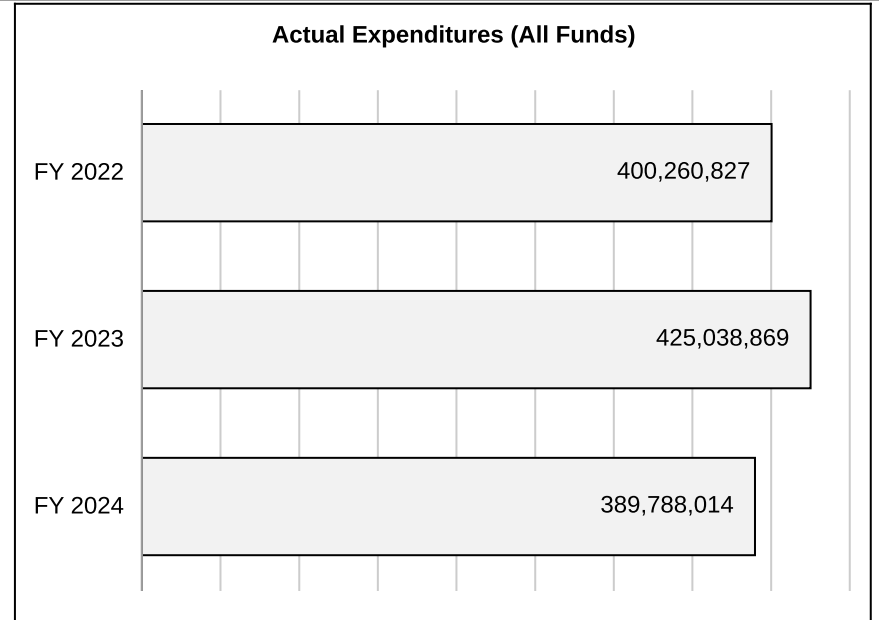 Actual Expenditures (All Funds)
FY 2022 400,260,827
FY 2023 425,038,869
FY 2024 389,788,014